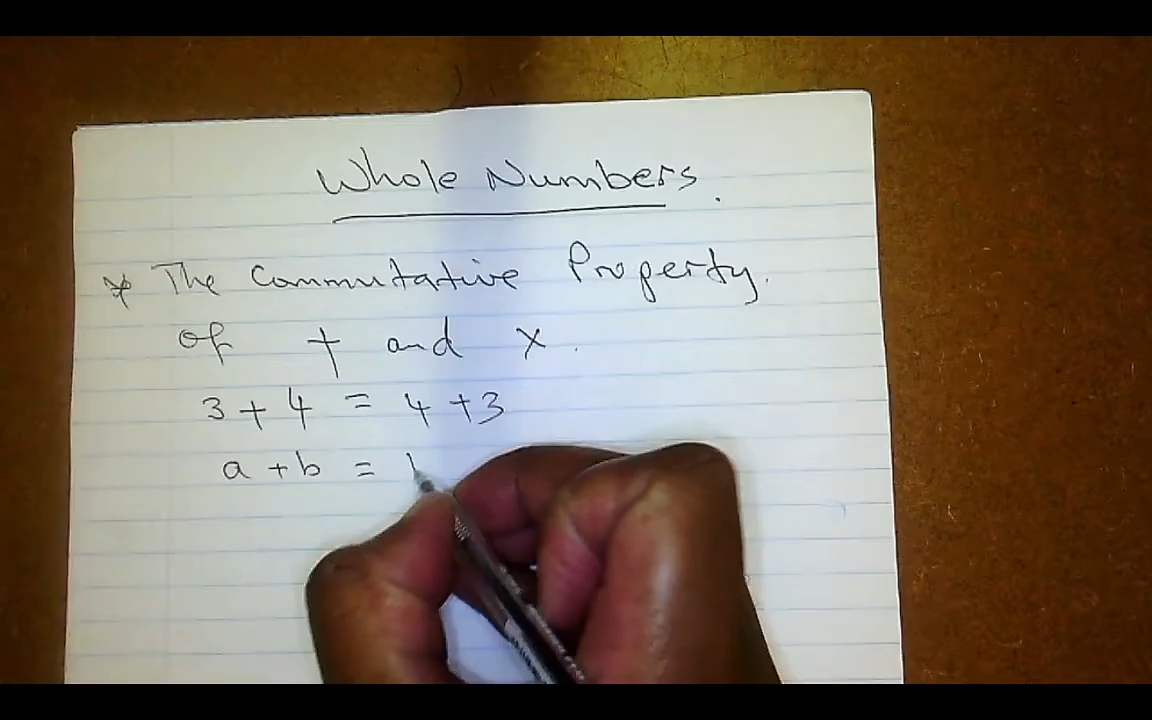 Whole Numbers.
* The Commutative Property.
of + and x.
3 + 4 = 4 + 3
a + b =